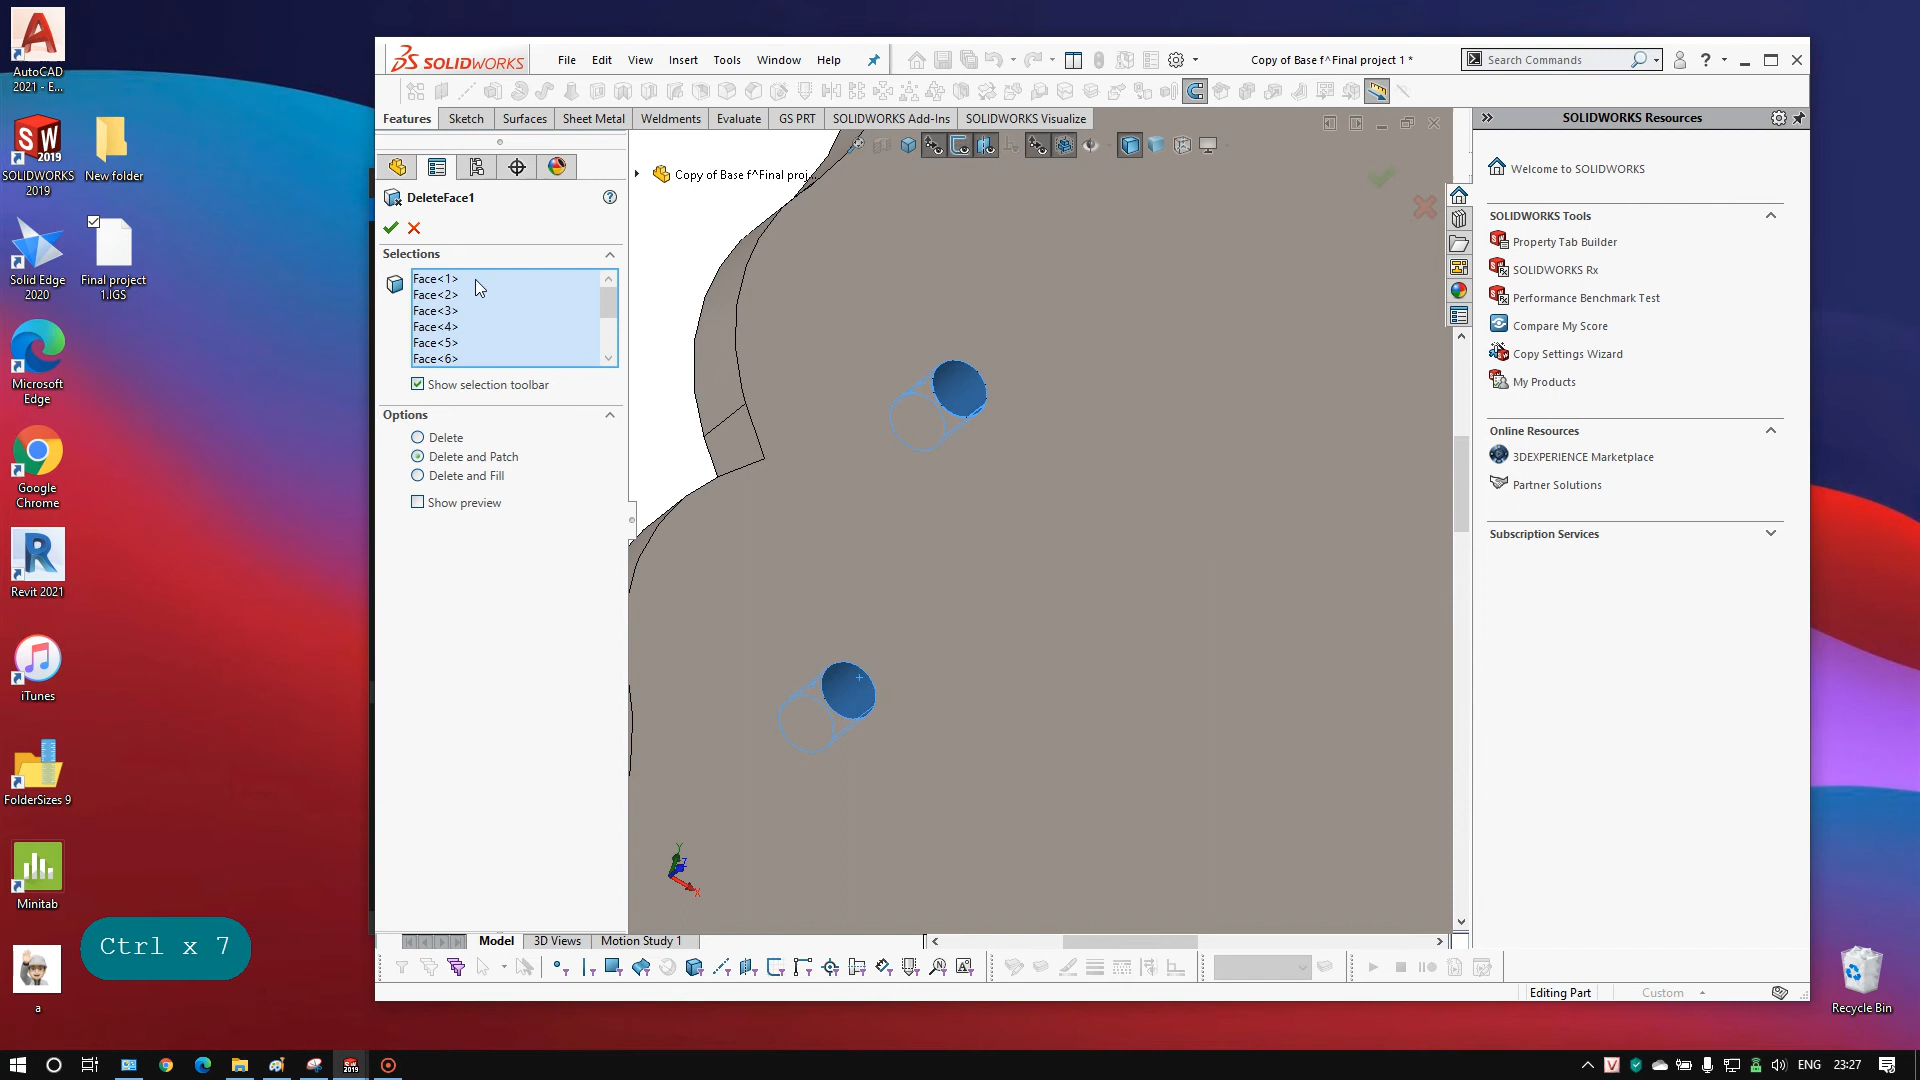 AutoCAD
2021 - E...
SOLIDWORKS
2019
New folder
Solid Edge
2020
Final project
1.IGS
Microsoft
Edge
Google
Chrome
Revit 2021
iTunes
FolderSizes 9
Minitab
a
Ctrl x 7
SOLIDWORKS
File
Edit
View
Insert
Tools
Window
Help
Copy of Base f^Final project 1 *
Search Commands
Features
Sketch
Surfaces
Sheet Metal
Weldments
Evaluate
GS PRT
SOLIDWORKS Add-Ins
SOLIDWORKS Visualize
DeleteFace1
Selections
Face<1>
Face<2>
Face<3>
Face<4>
Face<5>
Face<6>
Show selection toolbar
Options
Delete
Delete and Patch
Delete and Fill
Show preview
Copy of Base f^Final proj...
Y
Z
X
SOLIDWORKS Resources
Welcome to SOLIDWORKS
SOLIDWORKS Tools
Property Tab Builder
SOLIDWORKS Rx
Performance Benchmark Test
Compare My Score
Copy Settings Wizard
My Products
Online Resources
3DEXPERIENCE Marketplace
Partner Solutions
Subscription Services
Model
3D Views
Motion Study 1
Editing Part
Custom
Recycle Bin
ENG
23:27